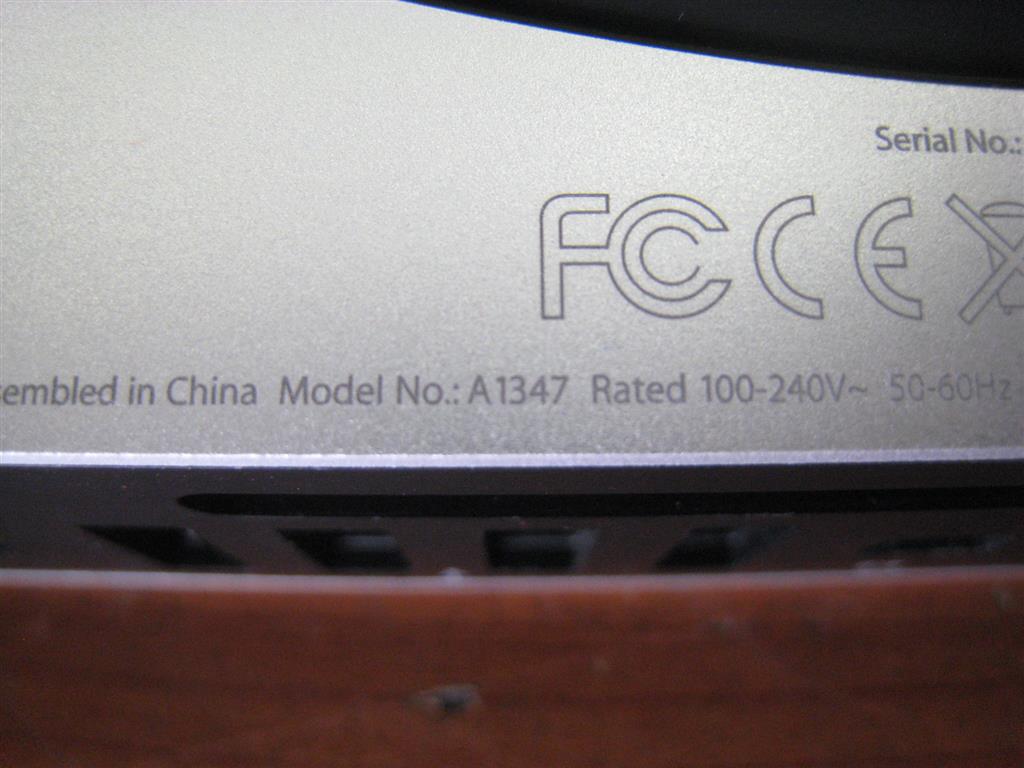 Serial No.:
FC CE
sembled in China Model No.: A1347 Rated 100-240V~ 50-60Hz